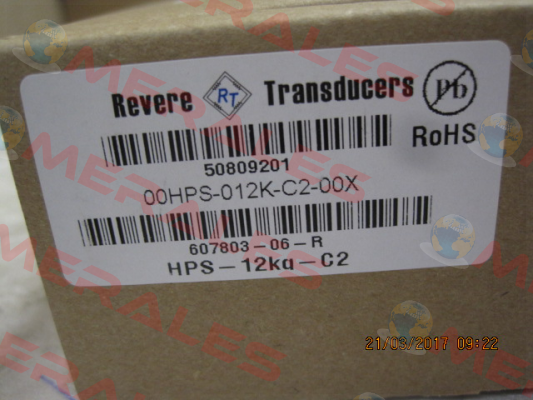 Revere RT Transducers Pb
RoHS
50809201
00HPS-012K-C2-00X
607803-06-R
HPS-12kg-C2
21/03/2017 09:22
MERALES